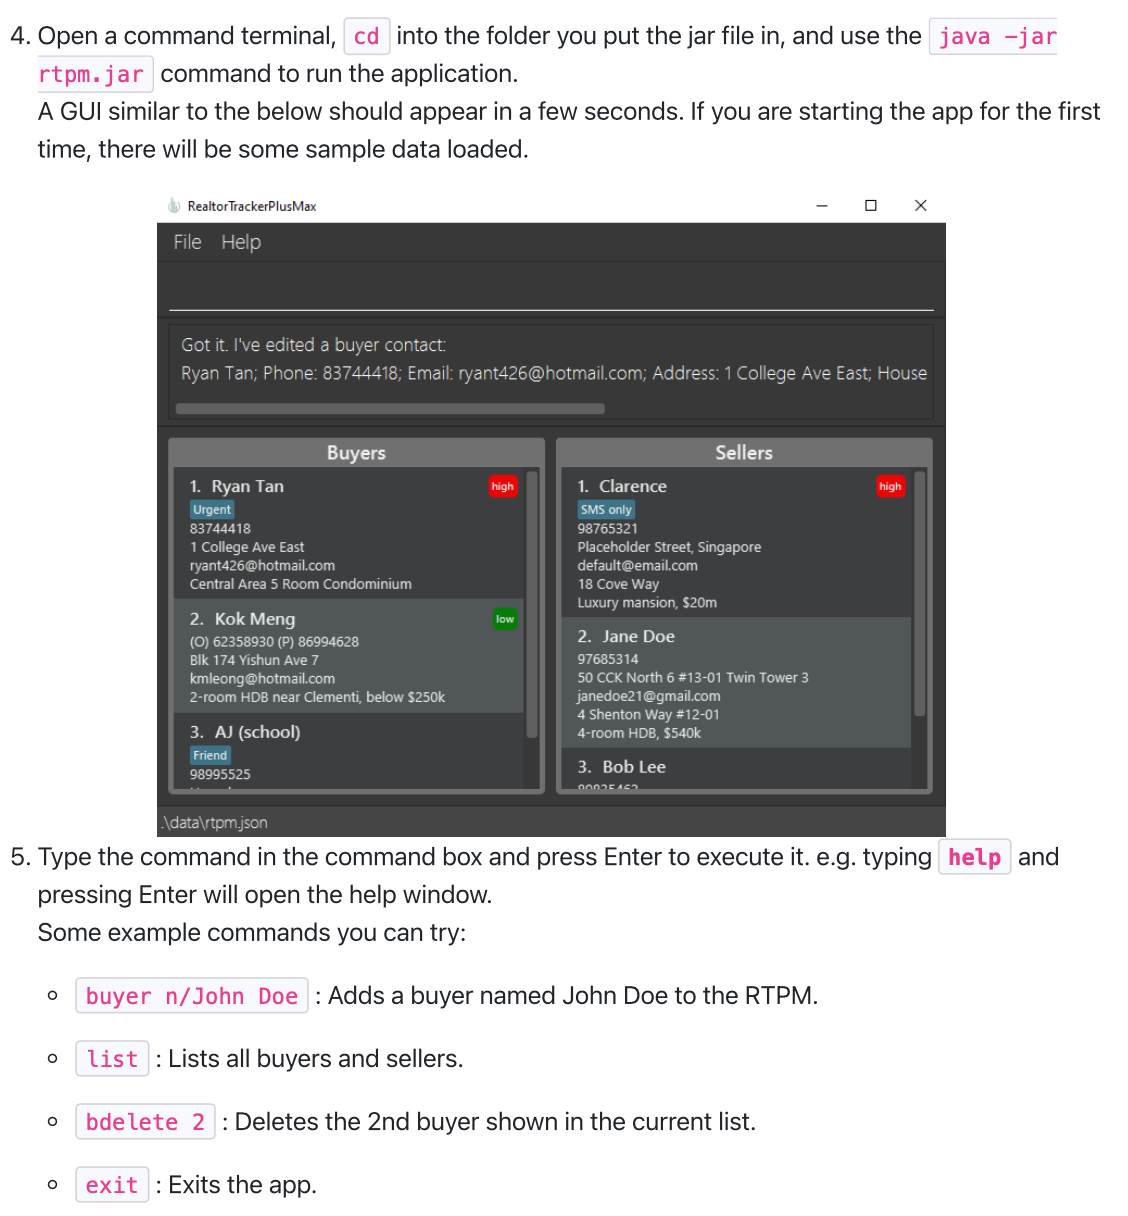 4. Open a command terminal, cd into the folder you put the jar file in, and use the java -jar
rtpm.jar command to run the application.
A GUI similar to the below should appear in a few seconds. If you are starting the app for the first
time, there will be some sample data loaded.
RealtorTrackerPlusMax
File Help
Got it. I've edited a buyer contact:
Ryan Tan; Phone: 83744418; Email: ryant426@hotmail.com; Address: 1 College Ave East; House
Buyers
1. Ryan Tan high
Urgent
83744418
1 College Ave East
ryant426@hotmail.com
Central Area 5 Room Condominium
2. Kok Meng low
(O) 62358930 (P) 86994628
Blk 174 Yishun Ave 7
kmleong@hotmail.com
2-room HDB near Clementi, below $250k
3. AJ (school)
Friend
98995525
Sellers
1. Clarence high
SMS only
98765321
Placeholder Street, Singapore
default@email.com
18 Cove Way
Luxury mansion, $20m
2. Jane Doe
97685314
50 CCK North 6 #13-01 Twin Tower 3
janedoe21@gmail.com
4 Shenton Way #12-01
4-room HDB, $540k
3. Bob Lee
.\data\rtpm.json
5. Type the command in the command box and press Enter to execute it. e.g. typing help and
pressing Enter will open the help window.
Some example commands you can try:
buyer n/John Doe : Adds a buyer named John Doe to the RTPM.
list : Lists all buyers and sellers.
bdelete 2 : Deletes the 2nd buyer shown in the current list.
exit : Exits the app.